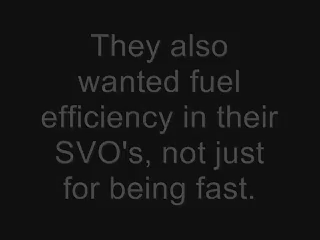 They also
wanted fuel
efficiency in their
SVO's, not just
for being fast.